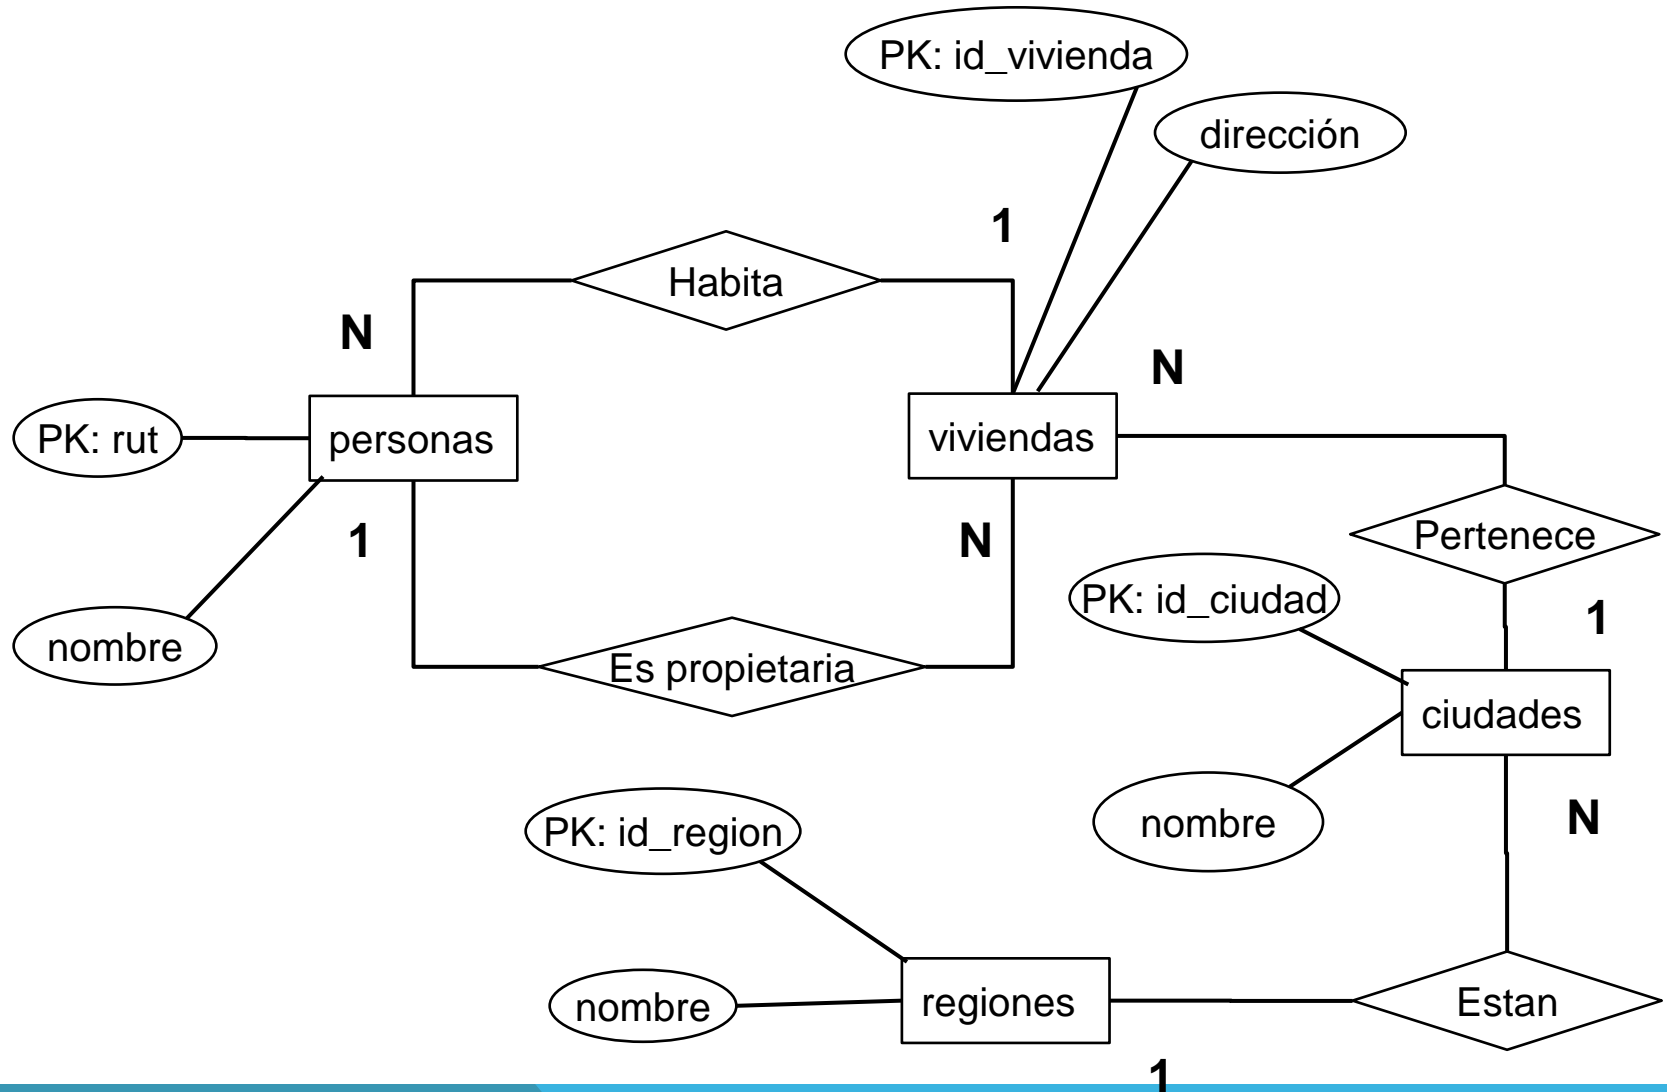 PK: id_vivienda
dirección
1
Habita
N
N
PK: rut
personas
viviendas
1
N
Pertenece
PK: id_ciudad
1
nombre
Es propietaria
ciudades
PK: id_region
nombre
N
nombre
regiones
Estan
1